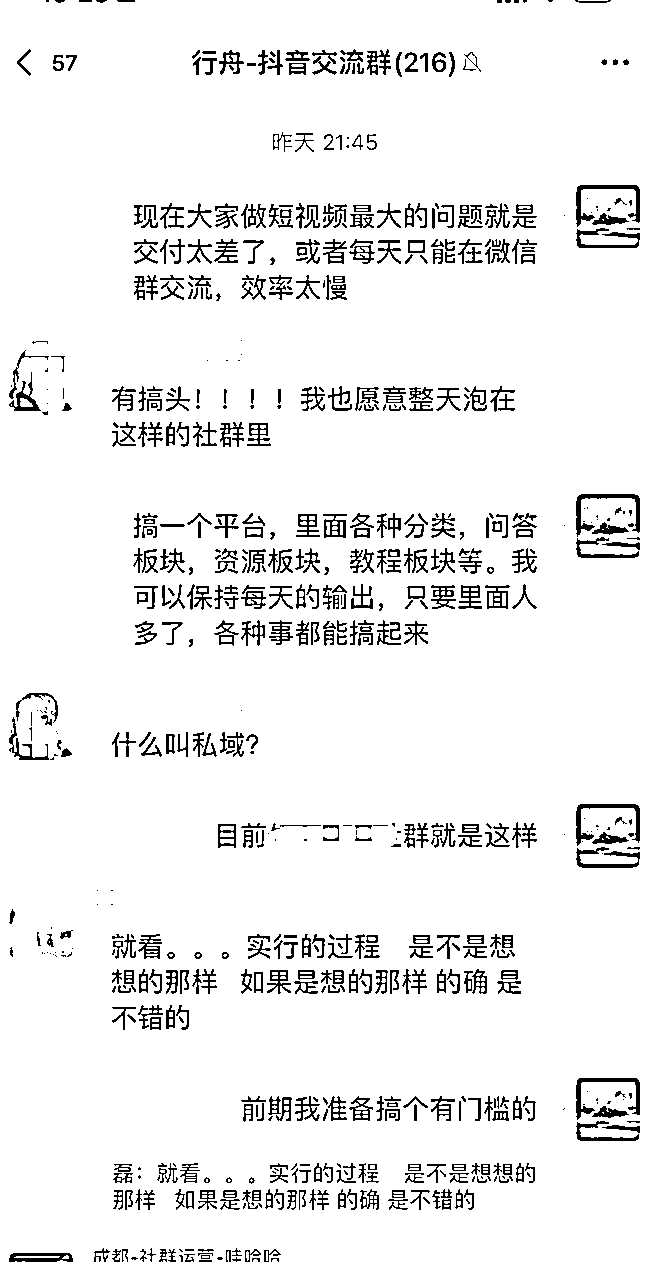 57
行舟-抖音交流群(216)
昨天 21:45
现在大家做短视频最大的问题就是
交付太差了，或者每天只能在微信
群交流，效率太慢
有搞头！！！！我也愿意整天泡在
这样的社群里
搞一个平台，里面各种分类，问答
板块，资源板块，教程板块等。我
可以保持每天的输出，只要里面人
多了，各种事都能搞起来
什么叫私域？
目前 群就是这样
就看。。。实行的过程 是不是想
想的那样 如果是想的那样 的确 是
不错的
前期我准备搞个有门槛的
磊：就看。。。实行的过程 是不是想想的
那样 如果是想的那样 的确 是不错的
成都-社群运营-哇哈哈